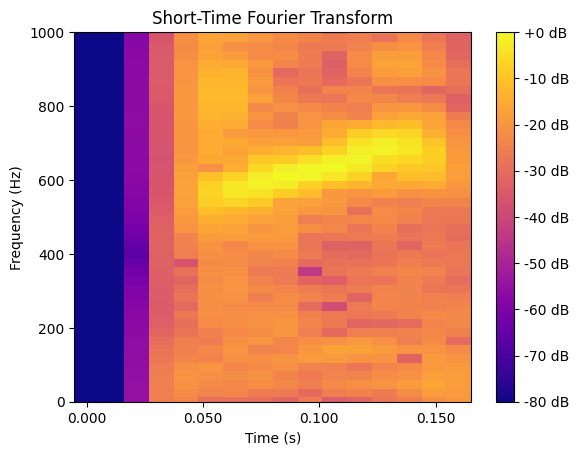 Short-Time Fourier Transform
1000
800
600
400
200
0
Frequency (Hz)
0.000
0.050
0.100
0.150
Time (s)
+0 dB
-10 dB
-20 dB
-30 dB
-40 dB
-50 dB
-60 dB
-70 dB
-80 dB